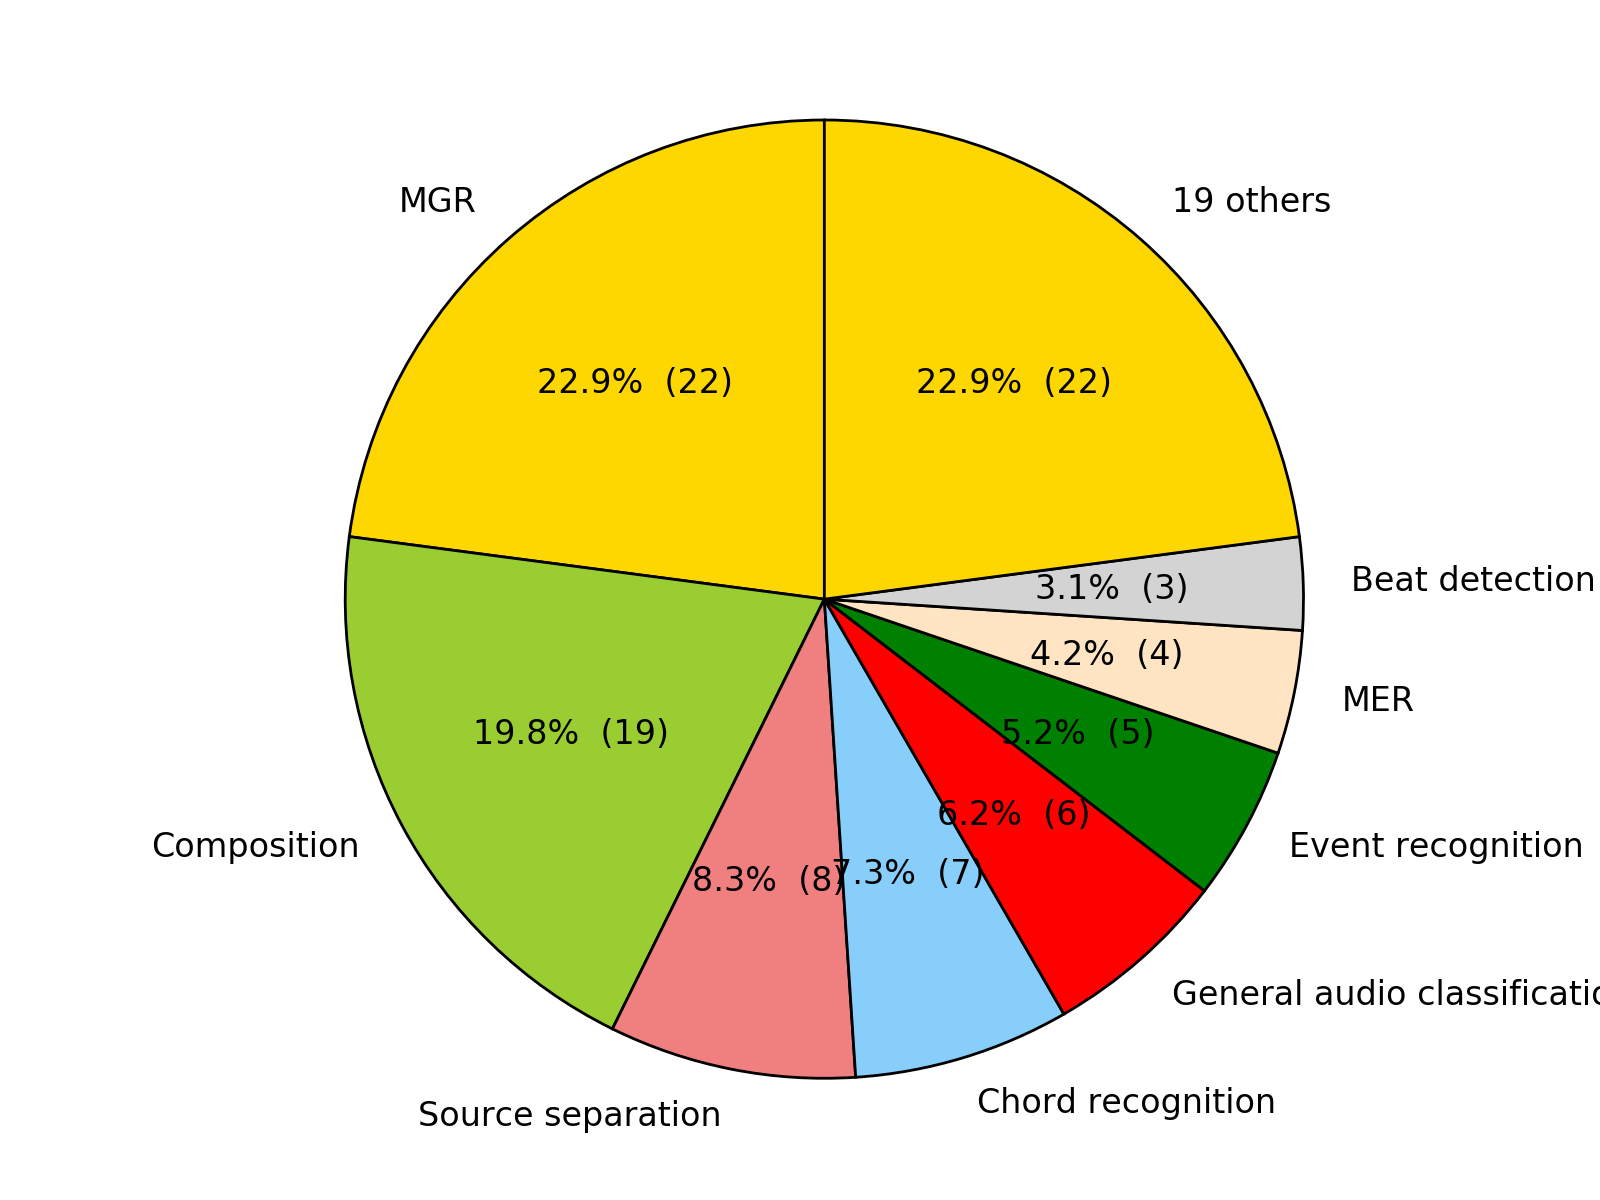 MGR
19 others
22.9% (22)
22.9% (22)
Beat detection
3.1% (3)
4.2% (4)
MER
5.2% (5)
19.8% (19)
6.2% (6)
Composition
Event recognition
8.3% (8)
7.3% (7)
General audio classificatio
Chord recognition
Source separation